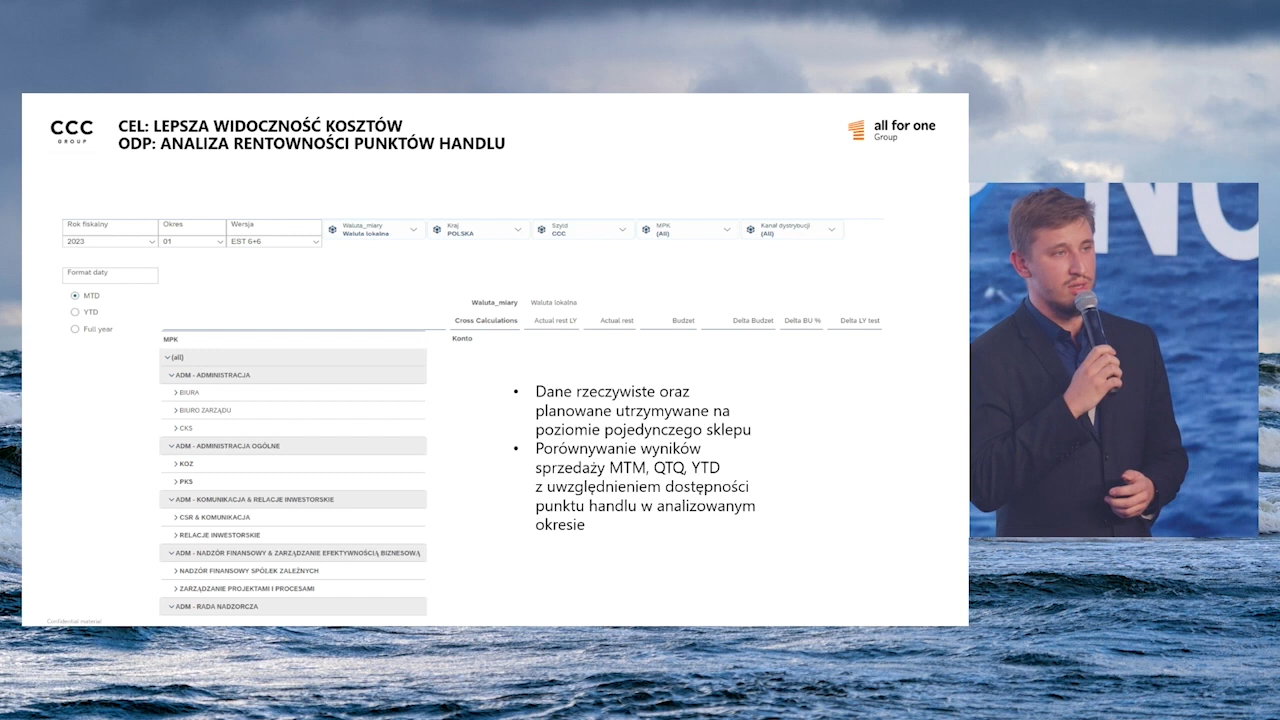 CCC
GROUP
CEL: LEPSZA WIDOCZNOŚĆ KOSZTÓW
ODP: ANALIZA RENTOWNOŚCI PUNKTÓW HANDLU
all for one
Group
Rok fiskalny
Okres
Wersja
2023
01
EST 6+6
Waluta_miary
Waluta lokalna
Kraj
POLSKA
Szyld
CCC
MPK
(All)
Kanał dystrybucji
(All)
Format daty
MTD
YTD
Full year
Waluta_miary
Waluta lokalna
Cross Calculations
Actual rest LY
Actual rest
Budżet
Delta Budżet
Delta BU %
Delta LY test
MPK
Konto
(all)
ADM - ADMINISTRACJA
BIURA
BIURO ZARZĄDU
CKS
ADM - ADMINISTRACJA OGÓLNE
KOZ
PKS
ADM - KOMUNIKACJA & RELACJE INWESTORSKIE
CSR & KOMUNIKACJA
RELACJE INWESTORSKIE
ADM - NADZÓR FINANSOWY & ZARZĄDZANIE EFEKTYWNOŚCIĄ BIZNESOWĄ
NADZÓR FINANSOWY SPÓŁEK ZALEŻNYCH
ZARZĄDZANIE PROJEKTAMI I PROCESAMI
ADM - RADA NADZORCZA
• Dane rzeczywiste oraz
planowane utrzymywane na
poziomie pojedynczego sklepu
• Porównywanie wyników
sprzedaży MTM, QTQ, YTD
z uwzględnieniem dostępności
punktu handlu w analizowanym
okresie
Confidential material